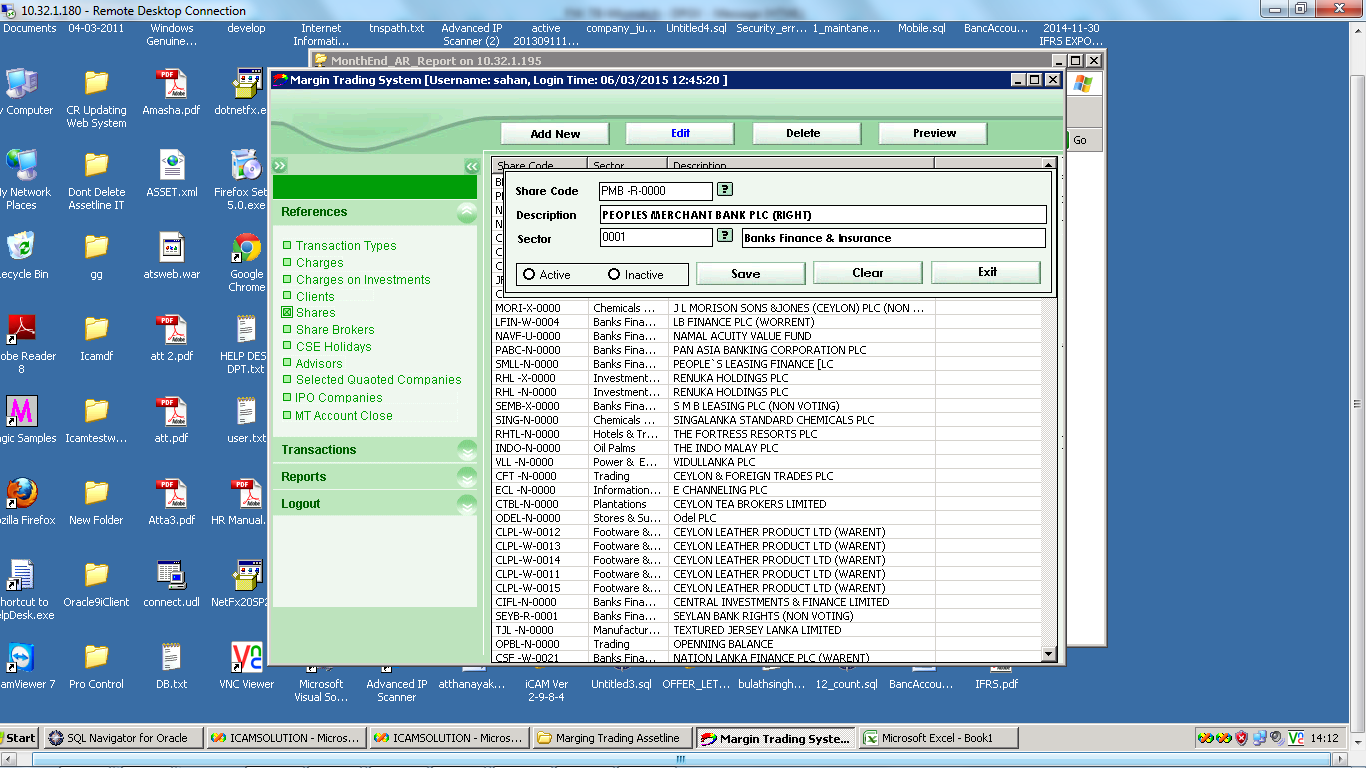 10.32.1.180 - Remote Desktop Connection
Documents
04-03-2011
Windows Genuine...
develop
Internet Informati...
tnspath.txt
Advanced IP Scanner (2)
active 201309111...
company_ju...
Untitled4.sql
Security_err...
1_maintane...
Mobile.sql
BancAccou...
2014-11-30 IFRS EXPO...
MonthEnd_AR_Report on 10.32.1.195
Margin Trading System [Username: sahan, Login Time: 06/03/2015 12:45:20 ]
Add New
Edit
Delete
Preview
Go
y Computer
CR Updating Web System
Amasha.pdf
dotnetfx.e
My Network Places
Dont Delete Assetline IT
ASSET.xml
Firefox Set 5.0.exe
ecycle Bin
gg
atsweb.war
Google Chrome
obe Reader 8
Icamdf
att 2.pdf
HELP DES DPT.txt
agic Samples
Icamtestw...
att.pdf
user.txt
ozilla Firefox
New Folder
Atta3.pdf
HR Manual.
hortcut to elpDesk.exe
Oracle9iClient
connect.udl
NetFx20SP2
amViewer 7
Pro Control
DB.txt
VNC Viewer
Microsoft Visual So...
Advanced IP Scanner
atthanayak...
iCAM Ver 2-9-8-4
Untitled3.sql
OFFER_LET...
bulathsingh...
12_count.sql
BancAccou...
IFRS.pdf
References
Transaction Types
Charges
Charges on Investments
Clients
Shares
Share Brokers
CSE Holidays
Advisors
Selected Quaoted Companies
IPO Companies
MT Account Close
Transactions
Reports
Logout
Share Code Sector Description
Share Code PMB -R-0000 ?
Description PEOPLES MERCHANT BANK PLC (RIGHT)
Sector 0001 ? Banks Finance & Insurance
Active Inactive Save Clear Exit
MORI-X-0000 Chemicals ... J L MORISON SONS &JONES (CEYLON) PLC (NON ...
LFIN-W-0004 Banks Fina... LB FINANCE PLC (WORRENT)
NAVF-U-0000 Banks Fina... NAMAL ACUITY VALUE FUND
PABC-N-0000 Banks Fina... PAN ASIA BANKING CORPORATION PLC
SMLL-N-0000 Banks Fina... PEOPLE`S LEASING FINANCE [LC
RHL -X-0000 Investment... RENUKA HOLDINGS PLC
RHL -N-0000 Investment... RENUKA HOLDINGS PLC
SEMB-X-0000 Banks Fina... S M B LEASING PLC (NON VOTING)
SING-N-0000 Chemicals ... SINGALANKA STANDARD CHEMICALS PLC
RHTL-N-0000 Hotels & Tr... THE FORTRESS RESORTS PLC
INDO-N-0000 Oil Palms THE INDO MALAY PLC
VLL -N-0000 Power & E... VIDULLANKA PLC
CFT -N-0000 Trading CEYLON & FOREIGN TRADES PLC
ECL -N-0000 Information... E CHANNELING PLC
CTBL-N-0000 Plantations CEYLON TEA BROKERS LIMITED
ODEL-N-0000 Stores & Su... Odel PLC
CLPL-W-0012 Footware &... CEYLON LEATHER PRODUCT LTD (WARENT)
CLPL-W-0013 Footware &... CEYLON LEATHER PRODUCT LTD (WARENT)
CLPL-W-0014 Footware &... CEYLON LEATHER PRODUCT LTD (WARENT)
CLPL-W-0011 Footware &... CEYLON LEATHER PRODUCT LTD (WARENT)
CLPL-W-0015 Footware &... CEYLON LEATHER PRODUCT LTD (WARENT)
CIFL-N-0000 Banks Fina... CENTRAL INVESTMENTS & FINANCE LIMITED
SEYB-R-0001 Banks Fina... SEYLAN BANK RIGHTS (NON VOTING)
TJL -N-0000 Manufactur... TEXTURED JERSEY LANKA LIMITED
OPBL-N-0000 Trading OPENNING BALANCE
CSF -W-0021 Banks Fina... NATION LANKA FINANCE PLC (WARENT)
Start
SQL Navigator for Oracle
ICAMSOLUTION - Micros...
ICAMSOLUTION - Micros...
Marging Trading Assetline
Margin Trading Syste...
Microsoft Excel - Book1
14:12